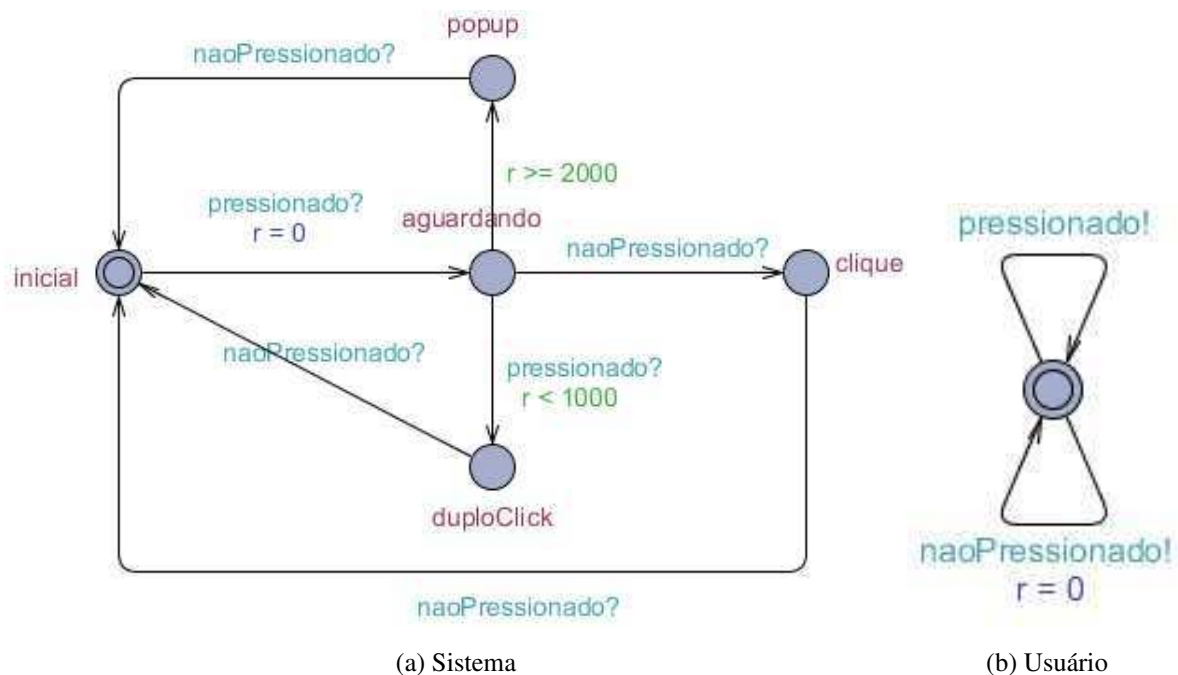 popup
naoPressionado?
r >= 2000
pressionado?
r = 0
aguardando
naoPressionado?
clique
inicial
naoPressionado?
pressionado?
r < 1000
duploClick
naoPressionado?
(a) Sistema
pressionado!
naoPressionado!
r = 0
(b) Usuário